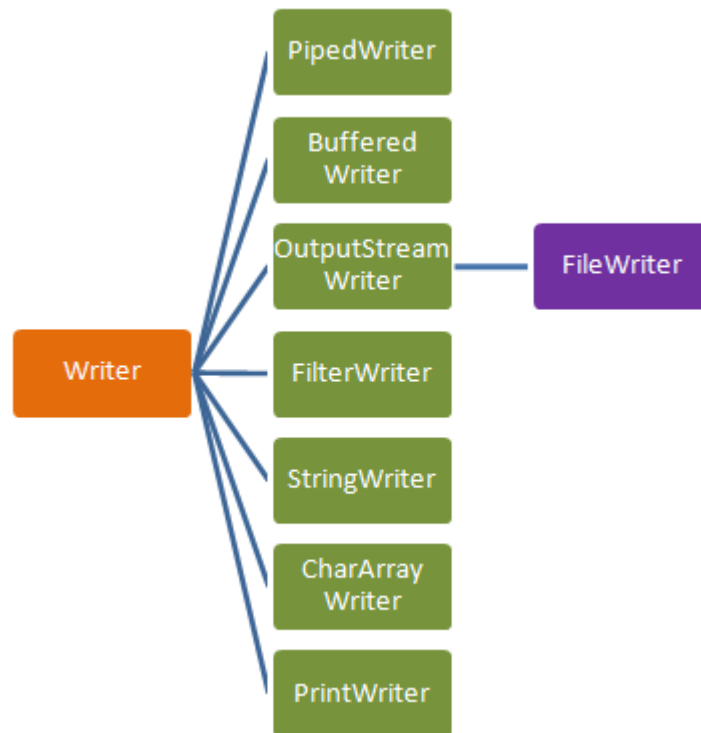 PipedWriter
Buffered
Writer
OutputStream
Writer
FileWriter
Writer
FilterWriter
StringWriter
CharArray
Writer
PrintWriter